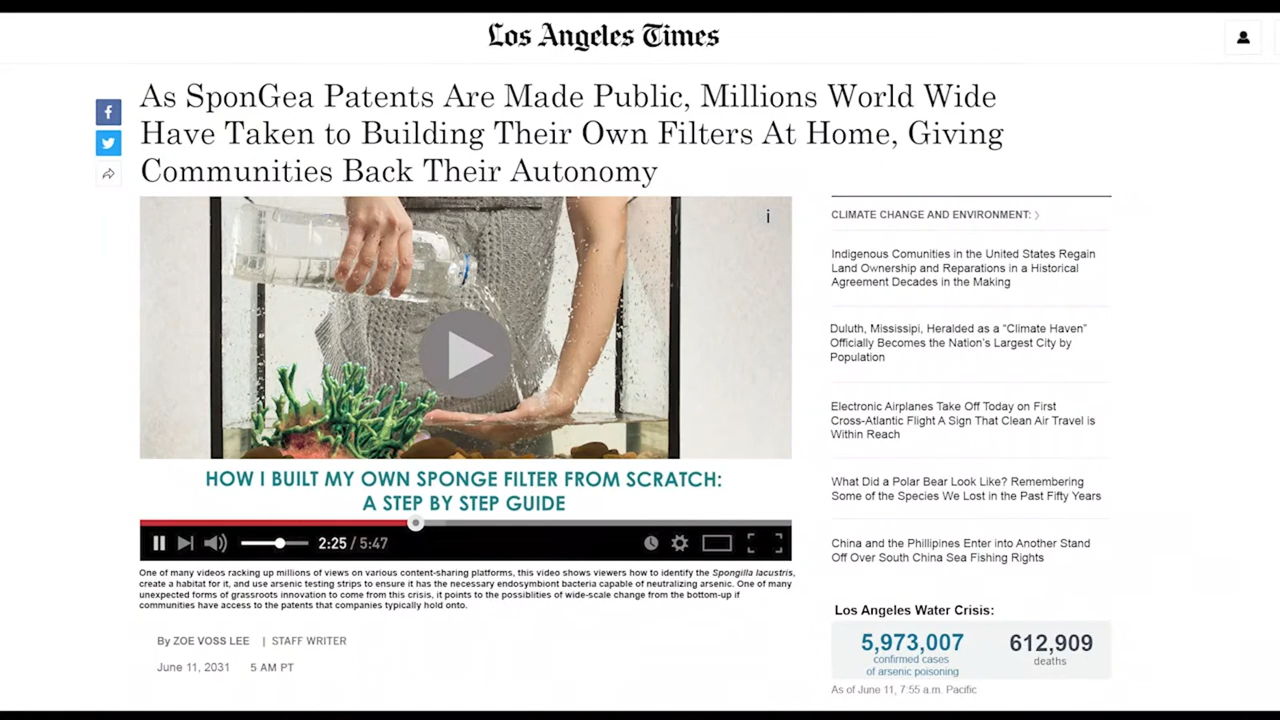 Los Angeles Times
As SponGea Patents Are Made Public, Millions World Wide
Have Taken to Building Their Own Filters At Home, Giving
Communities Back Their Autonomy
i
HOW I BUILT MY OWN SPONGE FILTER FROM SCRATCH:
A STEP BY STEP GUIDE
2:25 / 5:47
One of many videos racking up millions of views on various content-sharing platforms, this video shows viewers how to identify the Spongilla lacustris,
create a habitat for it, and use arsenic testing strips to ensure it has the necessary endosymbiont bacteria capable of neutralizing arsenic. One of many
unexpected forms of grassroots innovation to come from this crisis, it points to the possiblities of wide-scale change from the bottom-up if
communities have access to the patents that companies typically hold onto.
By ZOE VOSS LEE | STAFF WRITER
June 11, 2031 5 AM PT
CLIMATE CHANGE AND ENVIRONMENT:
Indigenous Comunities in the United States Regain
Land Ownership and Reparations in a Historical
Agreement Decades in the Making
Duluth, Mississipi, Heralded as a "Climate Haven"
Officially Becomes the Nation's Largest City by
Population
Electronic Airplanes Take Off Today on First
Cross-Atlantic Flight A Sign That Clean Air Travel is
Within Reach
What Did a Polar Bear Look Like? Remembering
Some of the Species We Lost in the Past Fifty Years
China and the Phillipines Enter into Another Stand
Off Over South China Sea Fishing Rights
Los Angeles Water Crisis:
5,973,007 612,909
confirmed cases deaths
of arsenic poisoning
As of June 11, 7:55 a.m. Pacific